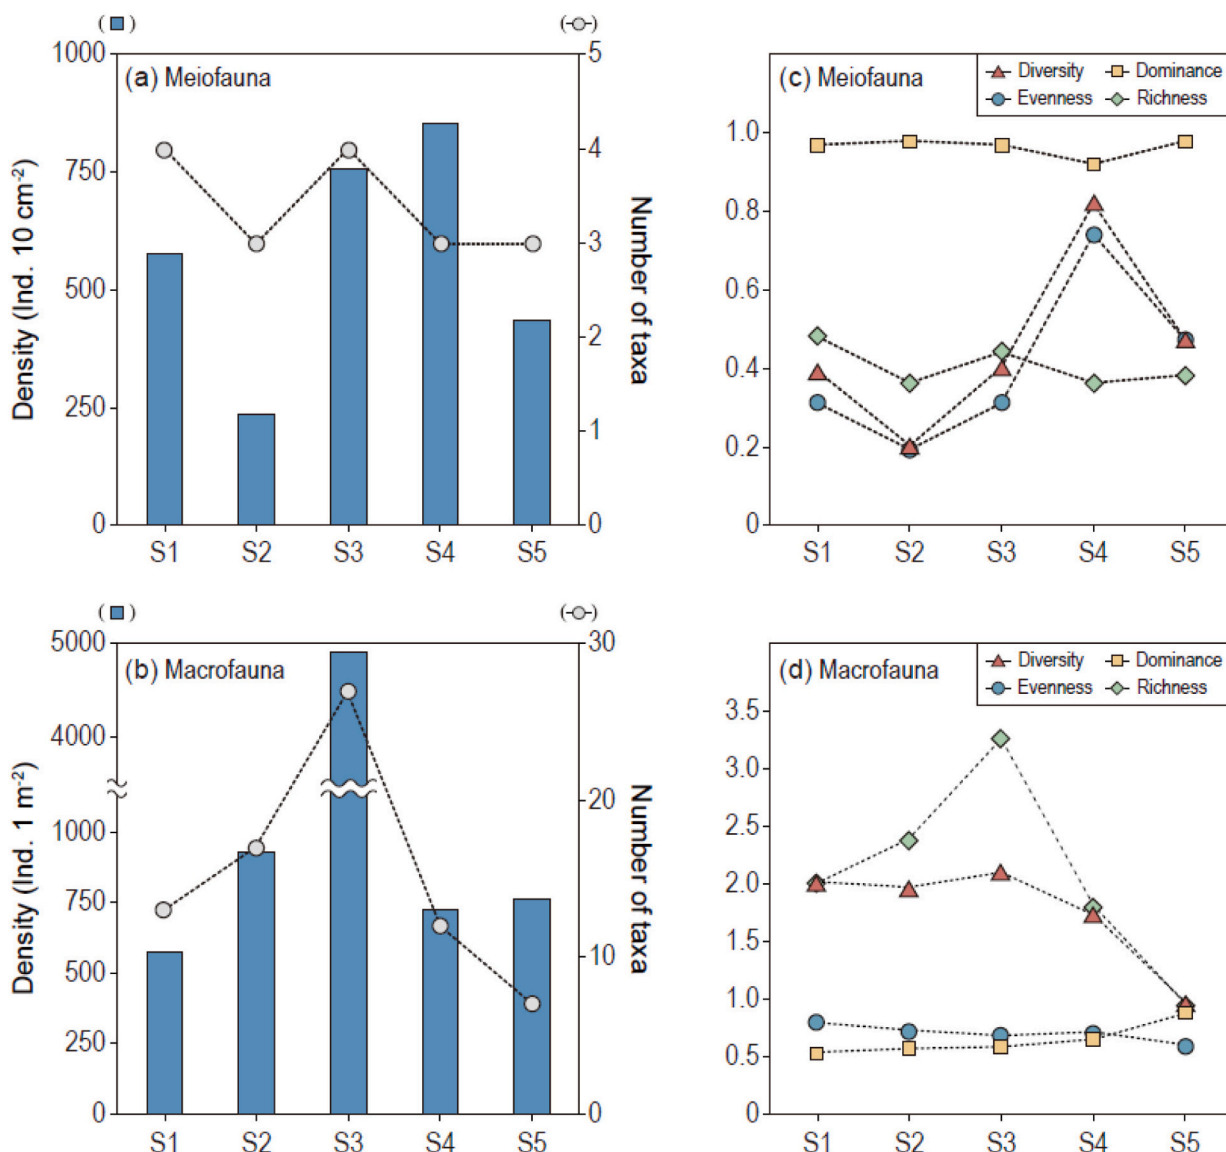 ( ) ( )
(a) Meiofauna
1000
750
500
250
0
Density (Ind. 10 cm-2)
5
4
3
2
1
0
Number of taxa
S1 S2 S3 S4 S5
(c) Meiofauna
Diversity Dominance
Evenness Richness
1.0
0.8
0.6
0.4
0.2
0
S1 S2 S3 S4 S5
( ) ( )
(b) Macrofauna
5000
4000
1000
750
500
250
0
Density (Ind. 1 m-2)
30
20
10
0
Number of taxa
S1 S2 S3 S4 S5
(d) Macrofauna
Diversity Dominance
Evenness Richness
3.5
3.0
2.5
2.0
1.5
1.0
0.5
0
S1 S2 S3 S4 S5